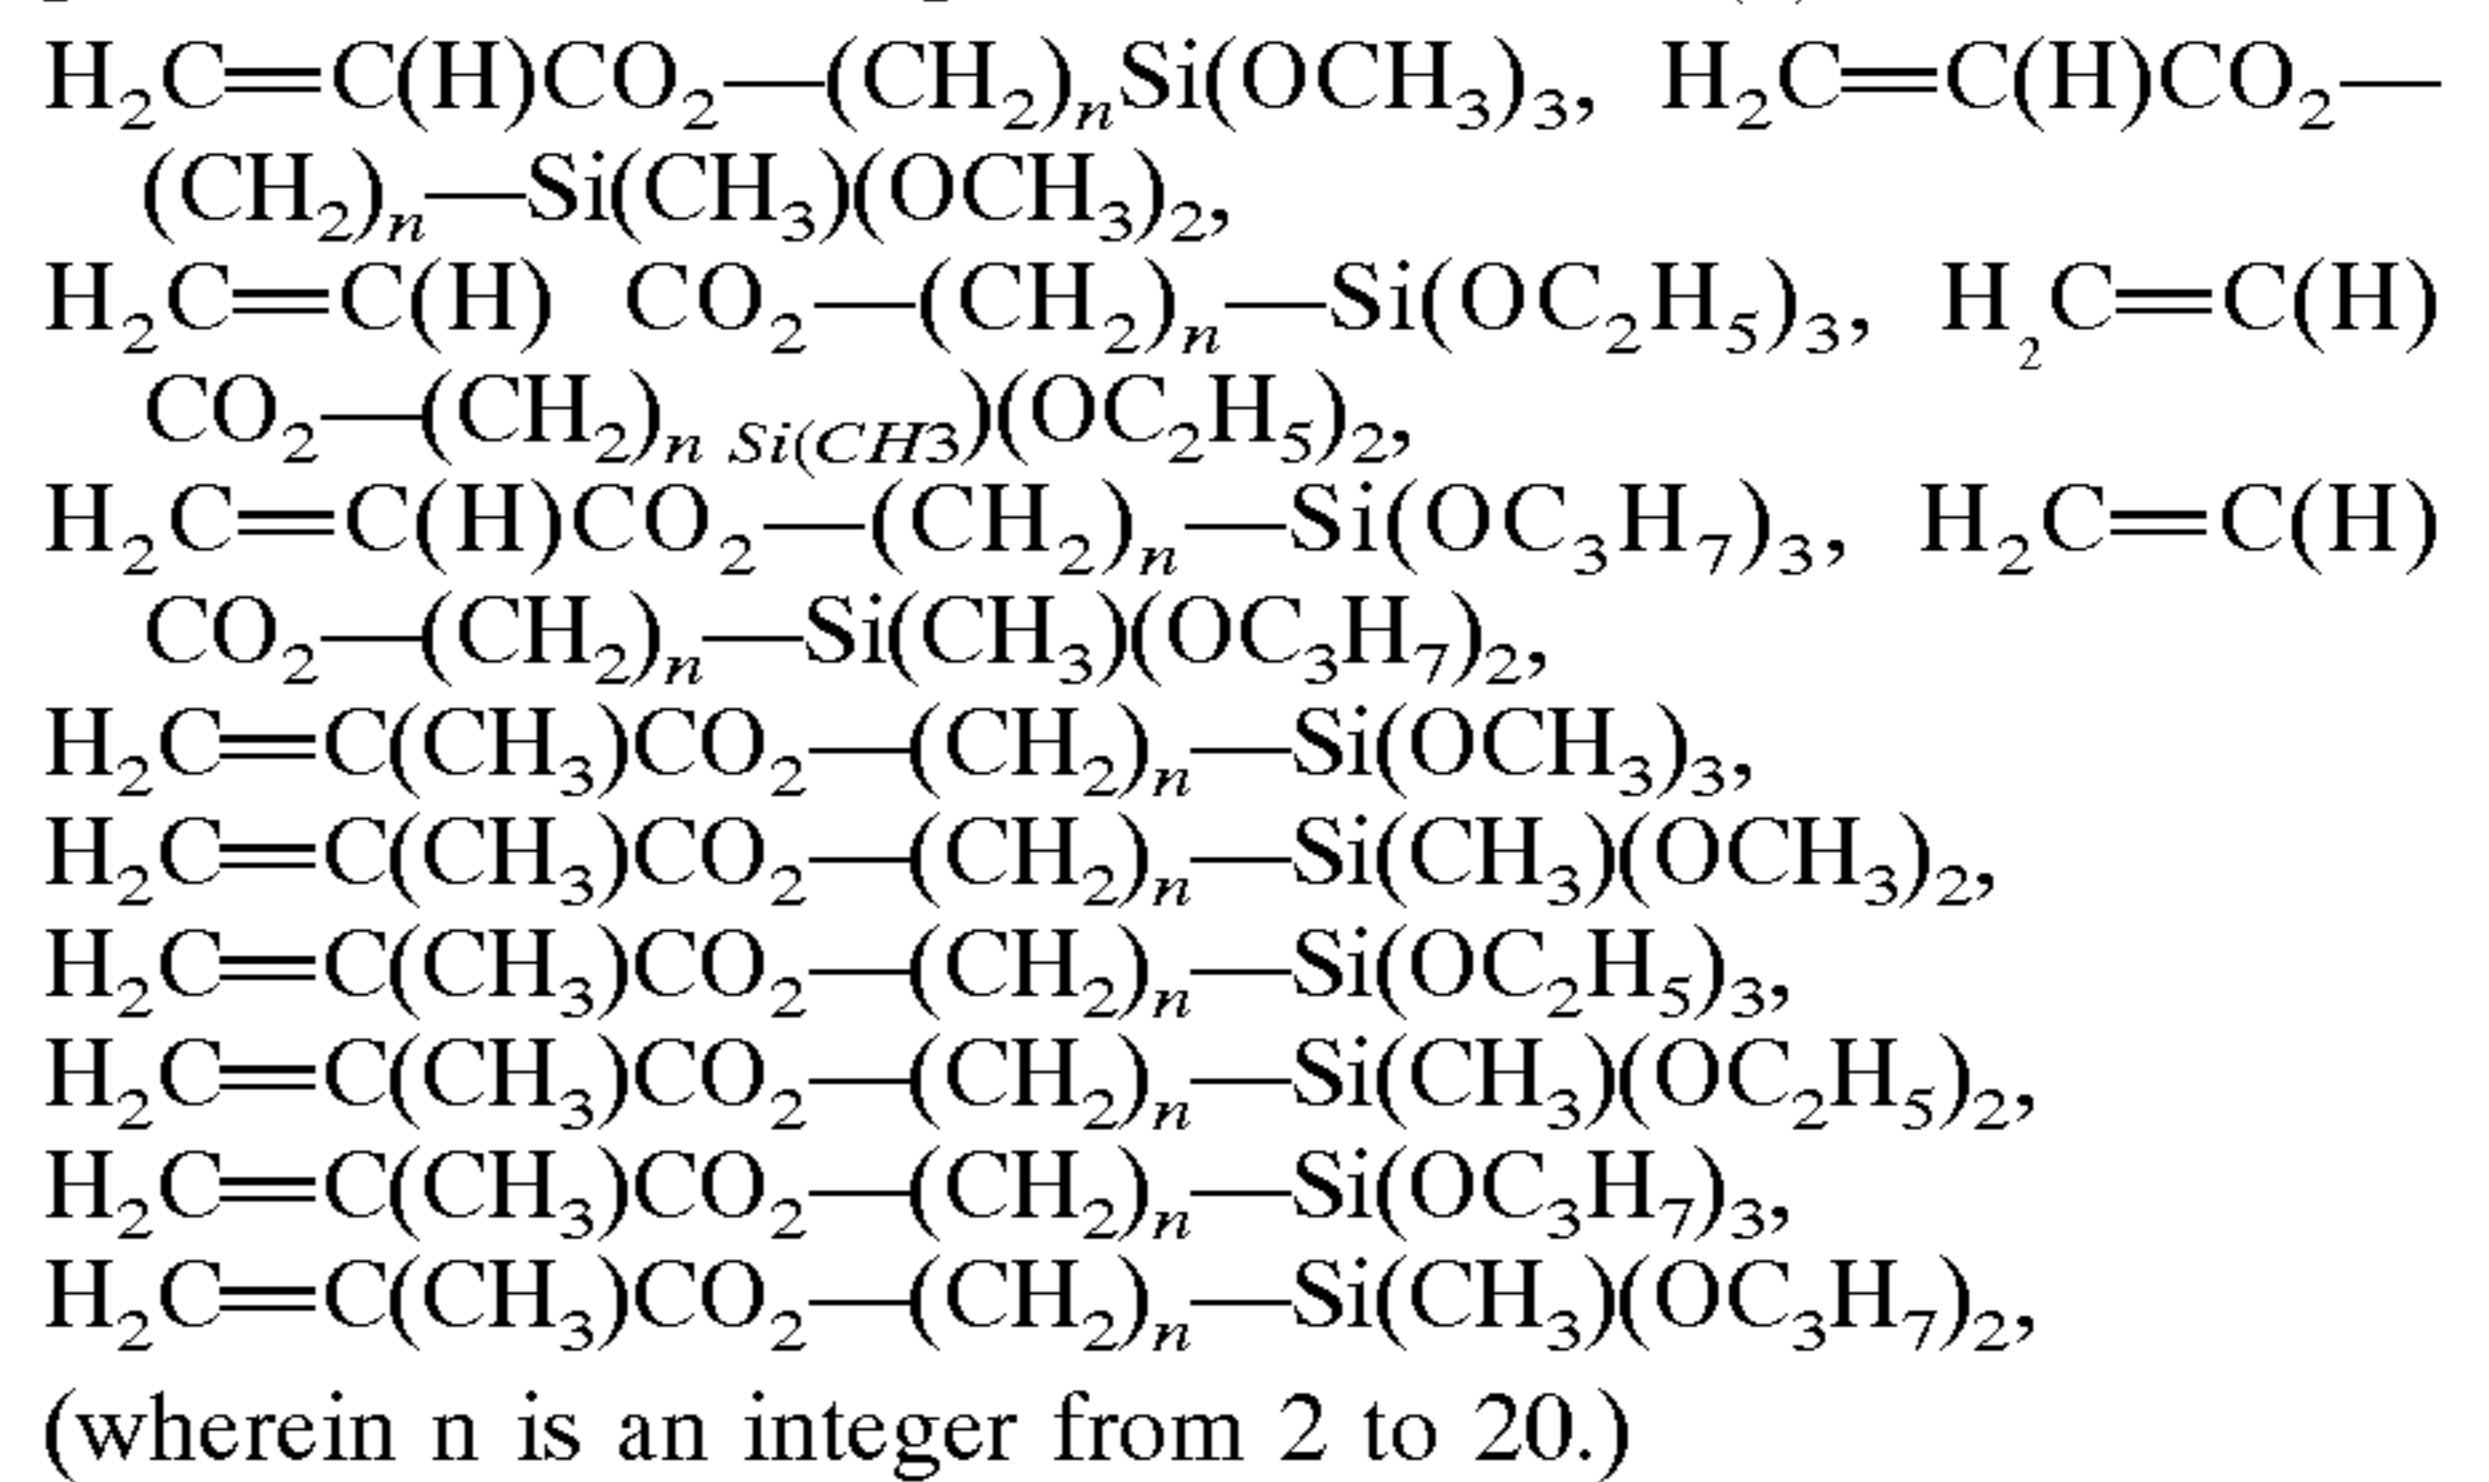 H₂C=C(H)CO₂—(CH₂)ₙSi(OCH₃)₃, H₂C=C(H)CO₂—
(CH₂)ₙ—Si(CH₃)(OCH₃)₂,
H₂C=C(H) CO₂—(CH₂)ₙ—Si(OC₂H₅)₃, H₂C=C(H)
CO₂—(CH₂)ₙ Si(CH3)(OC₂H₅)₂,
H₂C=C(H)CO₂—(CH₂)ₙ—Si(OC₃H₇)₃, H₂C=C(H)
CO₂—(CH₂)ₙ—Si(CH₃)(OC₃H₇)₂,
H₂C=C(CH₃)CO₂—(CH₂)ₙ—Si(OCH₃)₃,
H₂C=C(CH₃)CO₂—(CH₂)ₙ—Si(CH₃)(OCH₃)₂,
H₂C=C(CH₃)CO₂—(CH₂)ₙ—Si(OC₂H₅)₃,
H₂C=C(CH₃)CO₂—(CH₂)ₙ—Si(CH₃)(OC₂H₅)₂,
H₂C=C(CH₃)CO₂—(CH₂)ₙ—Si(OC₃H₇)₃,
H₂C=C(CH₃)CO₂—(CH₂)ₙ—Si(CH₃)(OC₃H₇)₂,
(wherein n is an integer from 2 to 20.)